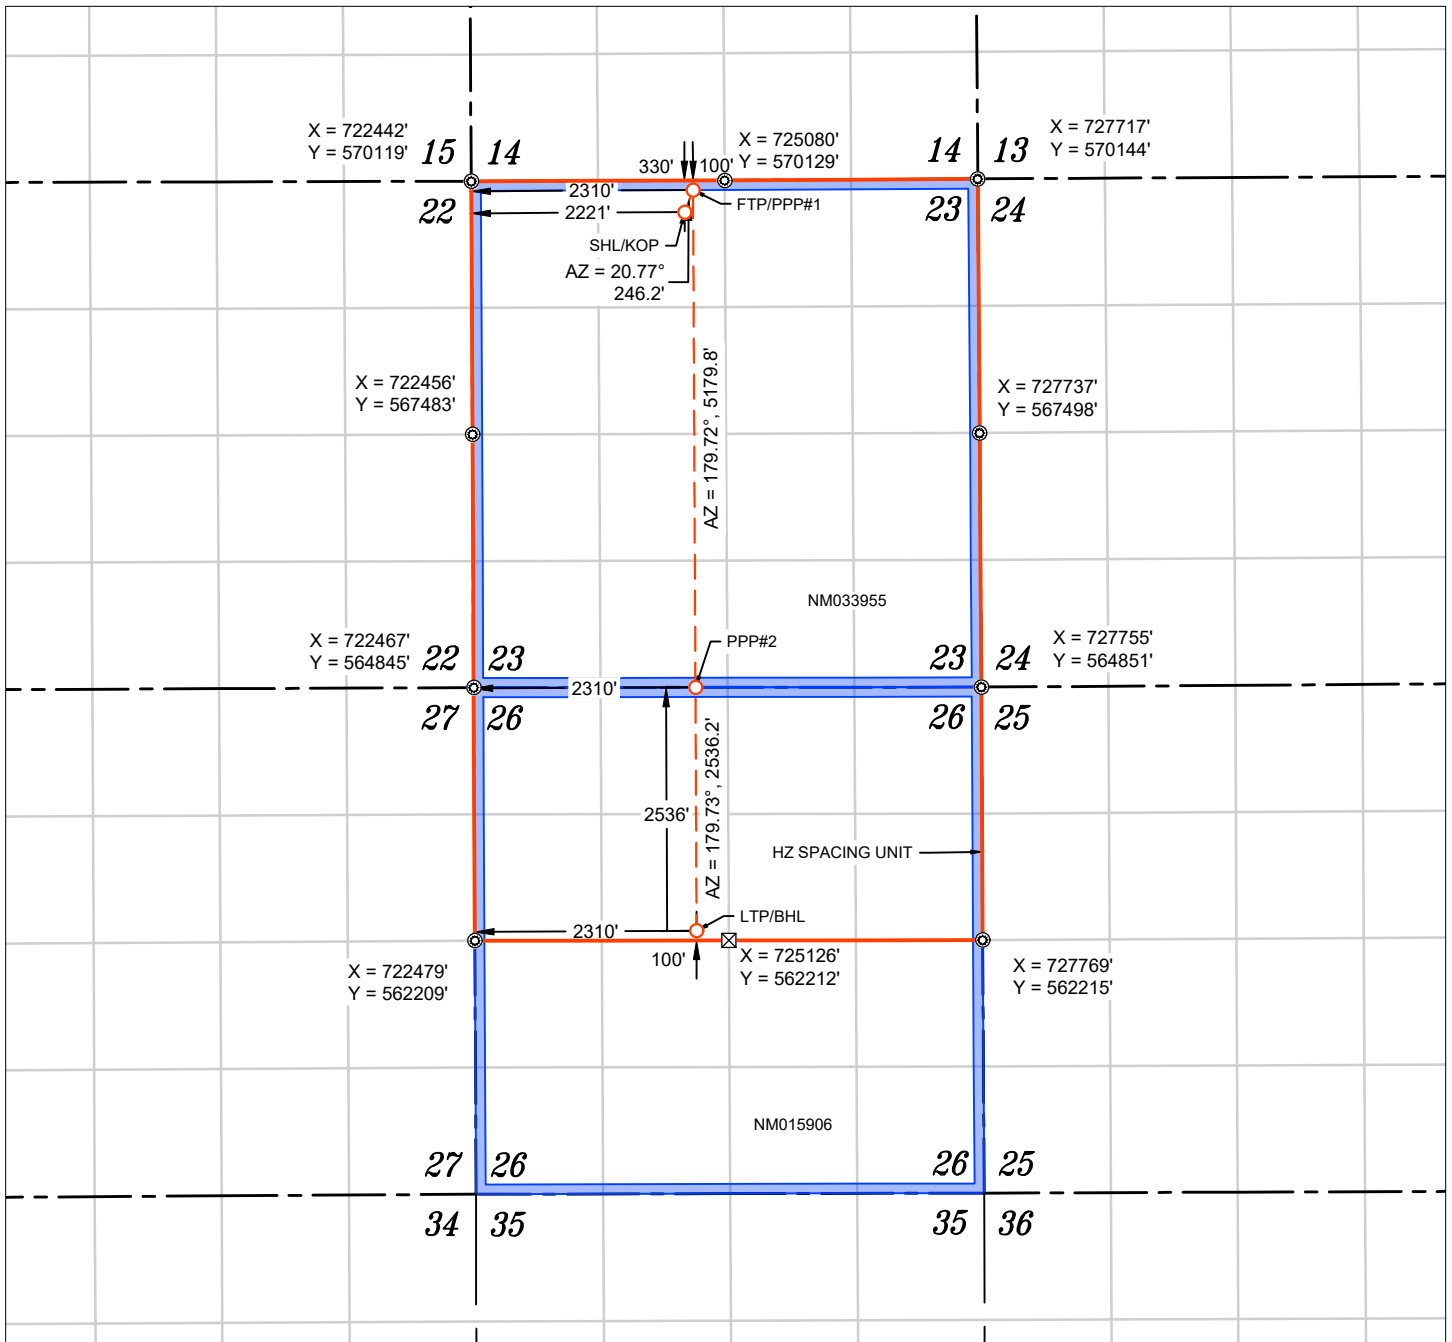 X = 722442'
Y = 570119'
15 14
330' 100'
X = 725080'
Y = 570129'
14 13
X = 727717'
Y = 570144'
22
2310'
FTP/PPP#1
23 24
2221'
SHL/KOP
AZ = 20.77°
246.2'
AZ = 179.72°, 5179.8'
X = 722456'
Y = 567483'
X = 727737'
Y = 567498'
NM033955
X = 722467'
Y = 564845'
22 23
PPP#2
23 24
X = 727755'
Y = 564851'
2310'
27 26
26 25
AZ = 179.73°, 2536.2'
2536'
HZ SPACING UNIT
LTP/BHL
2310'
100'
X = 725126'
Y = 562212'
X = 722479'
Y = 562209'
X = 727769'
Y = 562215'
NM015906
27 26
26 25
34 35
35 36